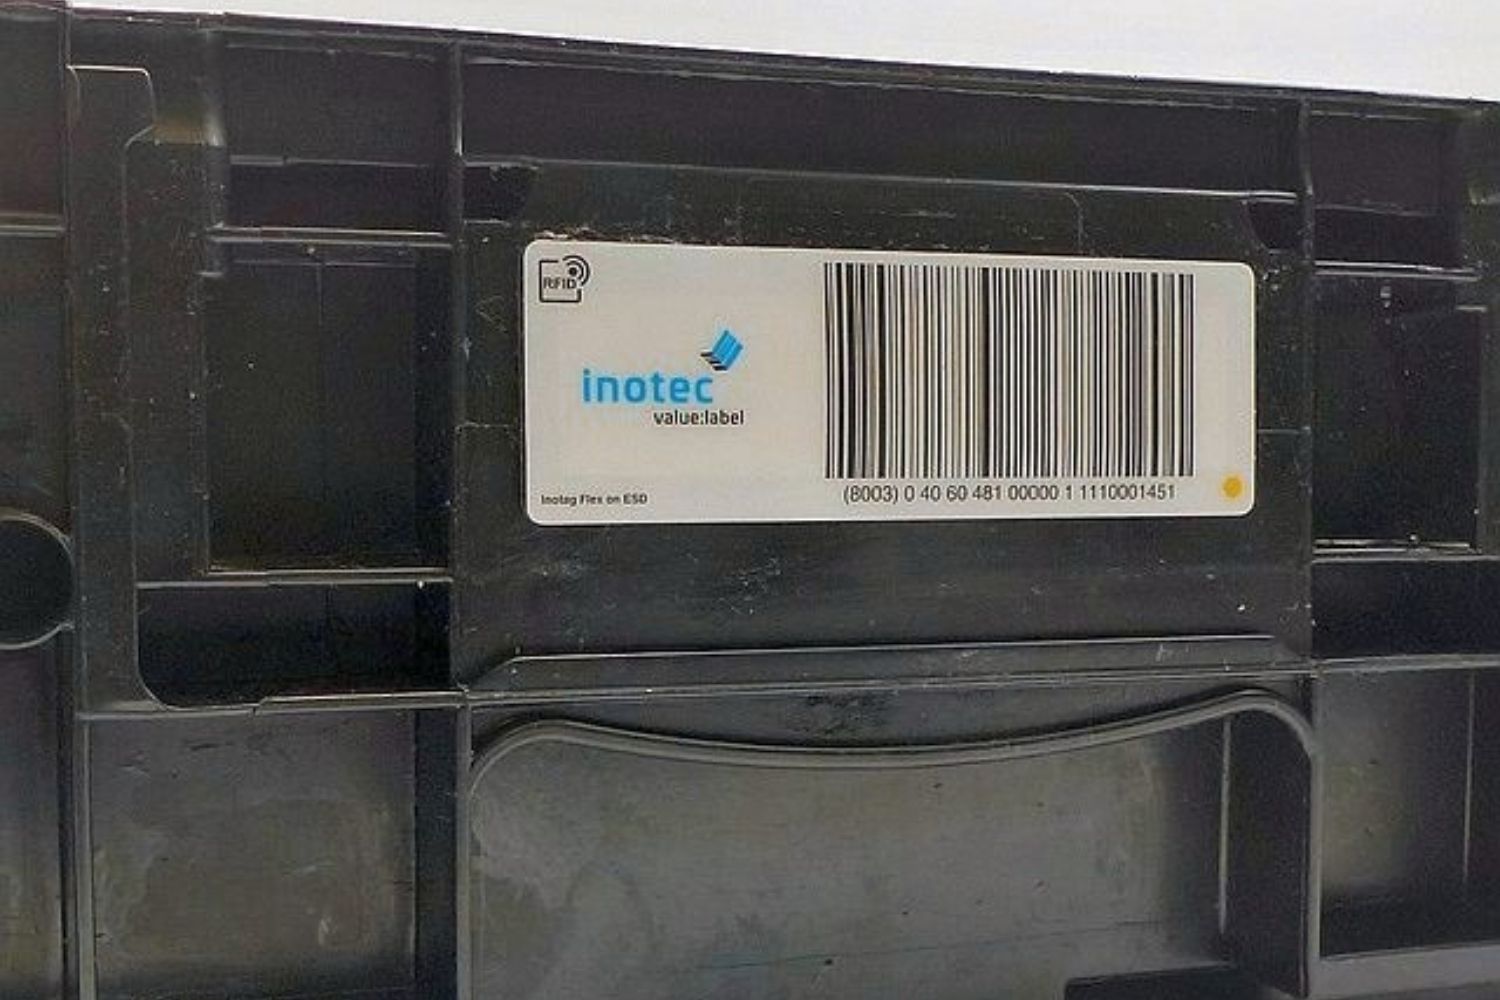 RFID
inotec
value:label
Inotag Flex on ESD
(8003) 0 40 60 481 00000 1 1110001451